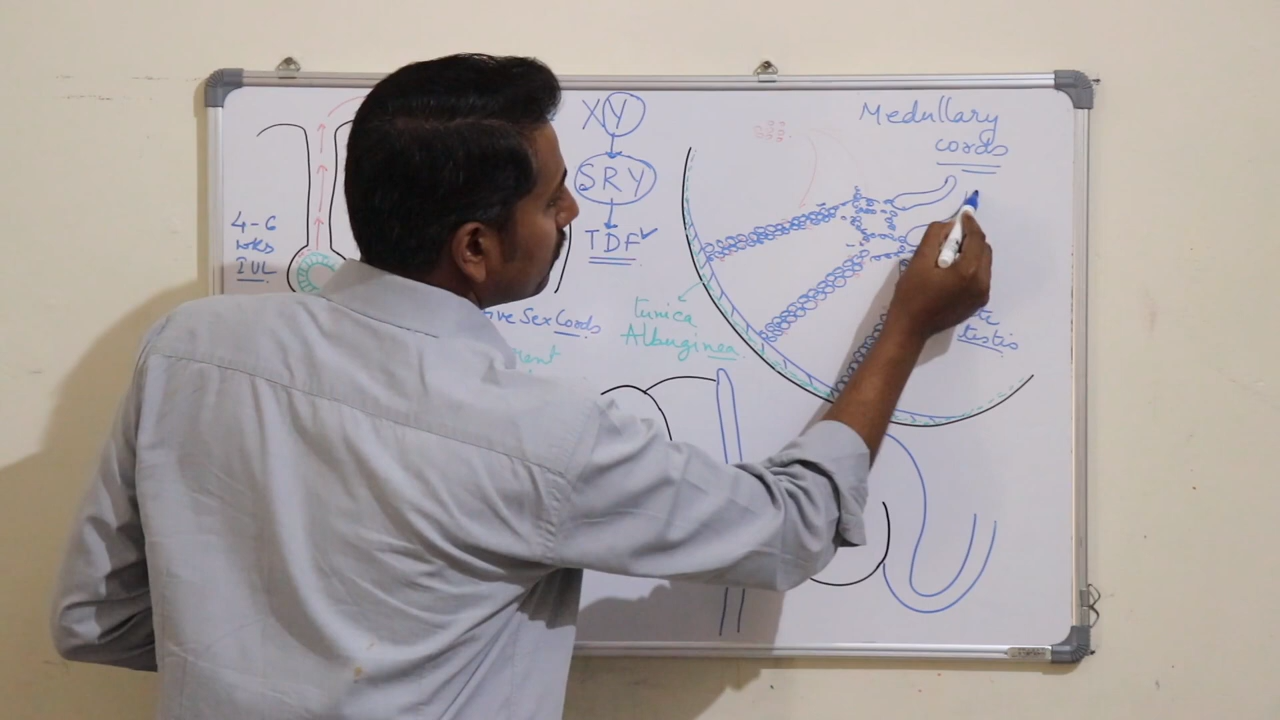 4-6
wks
IUL
XY
SRY
TDF
Sex Cords
tunica
Albuginea
Medullary
cords
testis